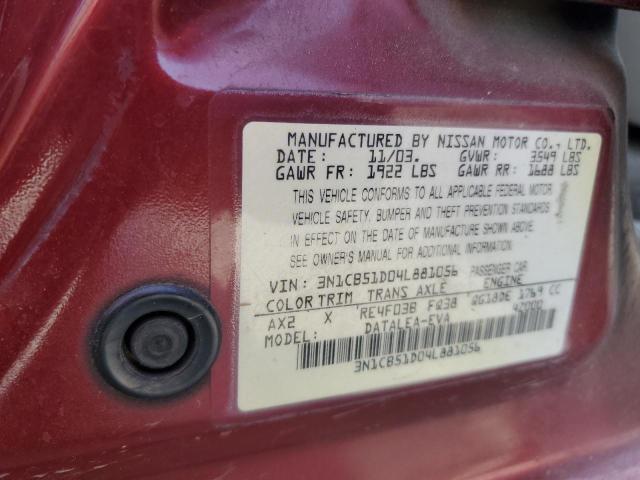 MANUFACTURED BY NISSAN MOTOR CO., LTD.
DATE: 11/03. GVWR: 3549 LBS
GAWR FR: 1922 LBS GAWR RR: 1688 LBS
THIS VEHICLE CONFORMS TO ALL APPLICABLE FEDERAL MOTOR
VEHICLE SAFETY, BUMPER AND THEFT PREVENTION STANDARDS
IN EFFECT ON THE DATE OF MANUFACTURE SHOWN ABOVE.
SEE OWNER'S MANUAL FOR ADDITIONAL INFORMATION.
VIN: 3N1CB51D04L881056 PASSENGER CAR
COLOR TRIM TRANS AXLE ENGINE
AX2 X RE4F03B FQ38 QG18DE 1769 CC
MODEL: DATALEA-EVA 42000
3N1CB51D04L881056